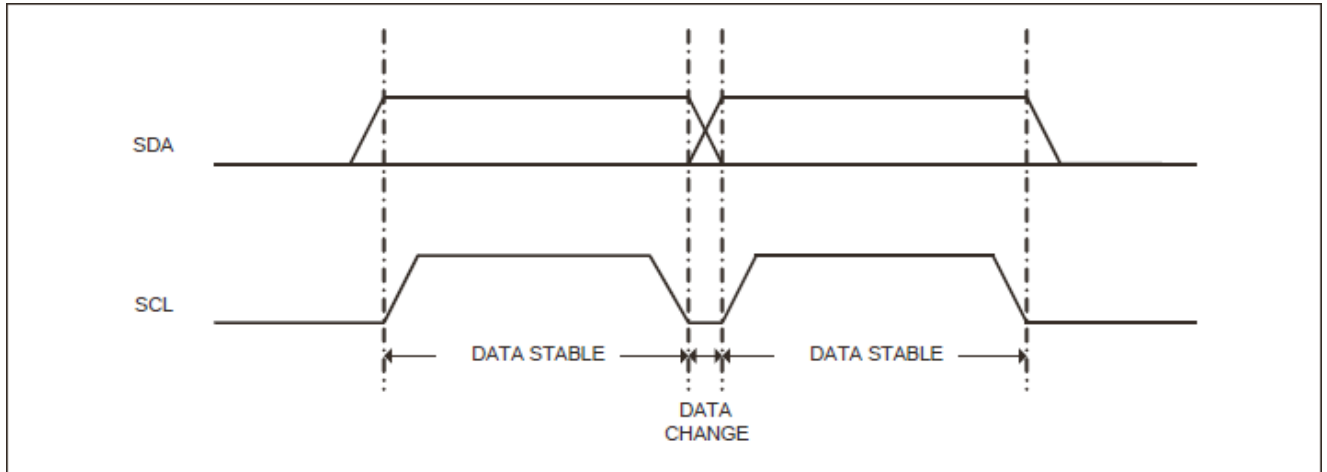 SDA
SCL
DATA STABLE
DATA STABLE
DATA
CHANGE